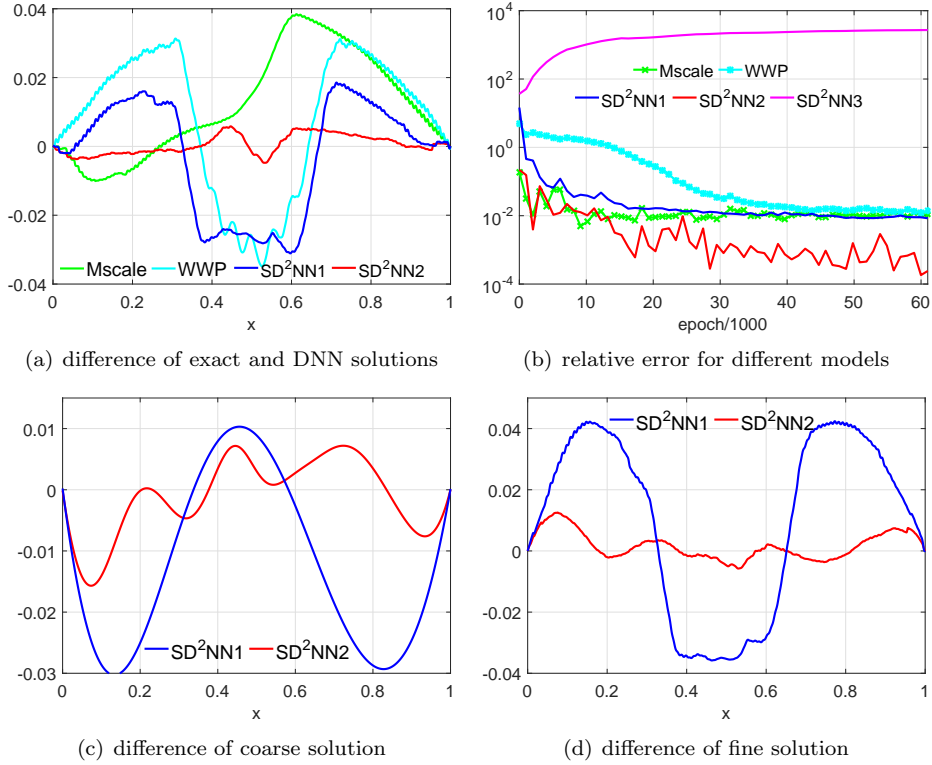 0.04
0.02
0
-0.02
-0.04
Mscale WWP SD²NN1 SD²NN2
0 0.2 0.4 0.6 0.8 1
x
(a) difference of exact and DNN solutions
10⁴
10²
10⁰
10⁻²
10⁻⁴
Mscale WWP
SD²NN1 SD²NN2 SD²NN3
0 10 20 30 40 50 60
epoch/1000
(b) relative error for different models
0.01
0
-0.01
-0.02
-0.03
SD²NN1 SD²NN2
0 0.2 0.4 0.6 0.8 1
x
(c) difference of coarse solution
0.04
0.02
0
-0.02
-0.04
SD²NN1 SD²NN2
0 0.2 0.4 0.6 0.8 1
x
(d) difference of fine solution